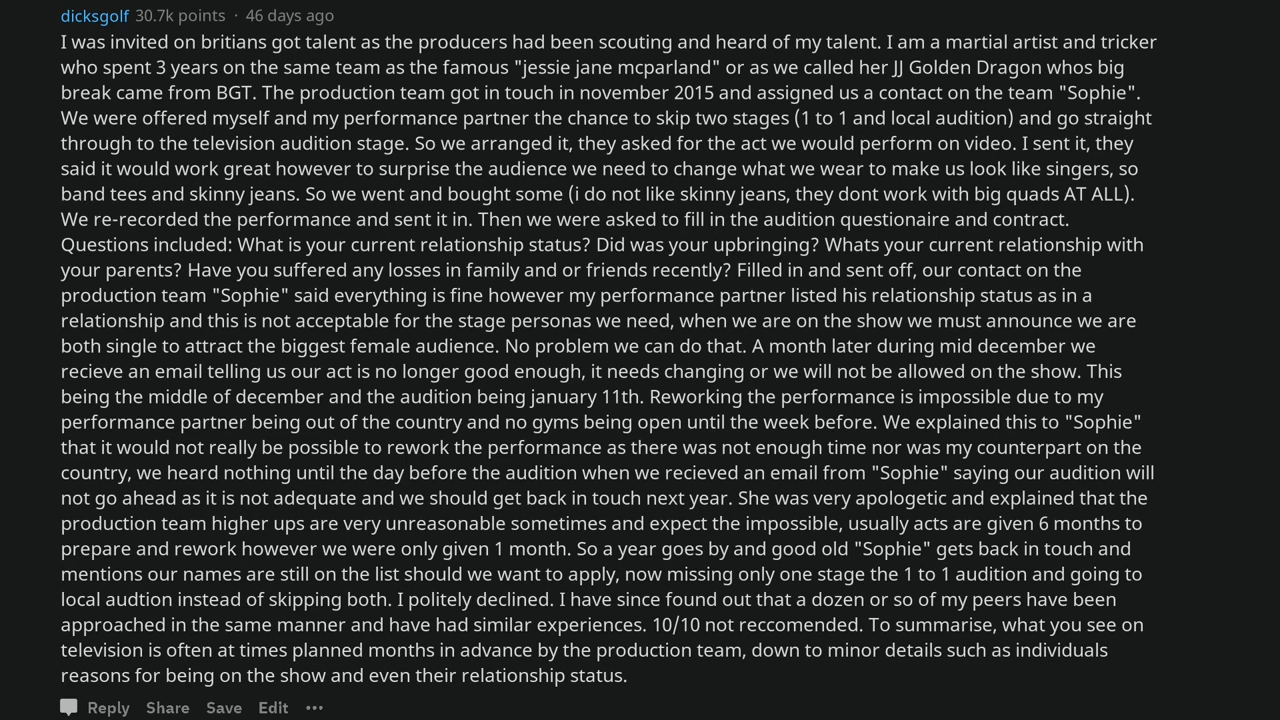 dicksgolf 30.7k points · 46 days ago
I was invited on britians got talent as the producers had been scouting and heard of my talent. I am a martial artist and tricker
who spent 3 years on the same team as the famous "jessie jane mcparland" or as we called her JJ Golden Dragon whos big
break came from BGT. The production team got in touch in november 2015 and assigned us a contact on the team "Sophie".
We were offered myself and my performance partner the chance to skip two stages (1 to 1 and local audition) and go straight
through to the television audition stage. So we arranged it, they asked for the act we would perform on video. I sent it, they
said it would work great however to surprise the audience we need to change what we wear to make us look like singers, so
band tees and skinny jeans. So we went and bought some (i do not like skinny jeans, they dont work with big quads AT ALL).
We re-recorded the performance and sent it in. Then we were asked to fill in the audition questionaire and contract.
Questions included: What is your current relationship status? Did was your upbringing? Whats your current relationship with
your parents? Have you suffered any losses in family and or friends recently? Filled in and sent off, our contact on the
production team "Sophie" said everything is fine however my performance partner listed his relationship status as in a
relationship and this is not acceptable for the stage personas we need, when we are on the show we must announce we are
both single to attract the biggest female audience. No problem we can do that. A month later during mid december we
recieve an email telling us our act is no longer good enough, it needs changing or we will not be allowed on the show. This
being the middle of december and the audition being january 11th. Reworking the performance is impossible due to my
performance partner being out of the country and no gyms being open until the week before. We explained this to "Sophie"
that it would not really be possible to rework the performance as there was not enough time nor was my counterpart on the
country, we heard nothing until the day before the audition when we recieved an email from "Sophie" saying our audition will
not go ahead as it is not adequate and we should get back in touch next year. She was very apologetic and explained that the
production team higher ups are very unreasonable sometimes and expect the impossible, usually acts are given 6 months to
prepare and rework however we were only given 1 month. So a year goes by and good old "Sophie" gets back in touch and
mentions our names are still on the list should we want to apply, now missing only one stage the 1 to 1 audition and going to
local audtion instead of skipping both. I politely declined. I have since found out that a dozen or so of my peers have been
approached in the same manner and have had similar experiences. 10/10 not reccomended. To summarise, what you see on
television is often at times planned months in advance by the production team, down to minor details such as individuals
reasons for being on the show and even their relationship status.
Reply Share Save Edit ···